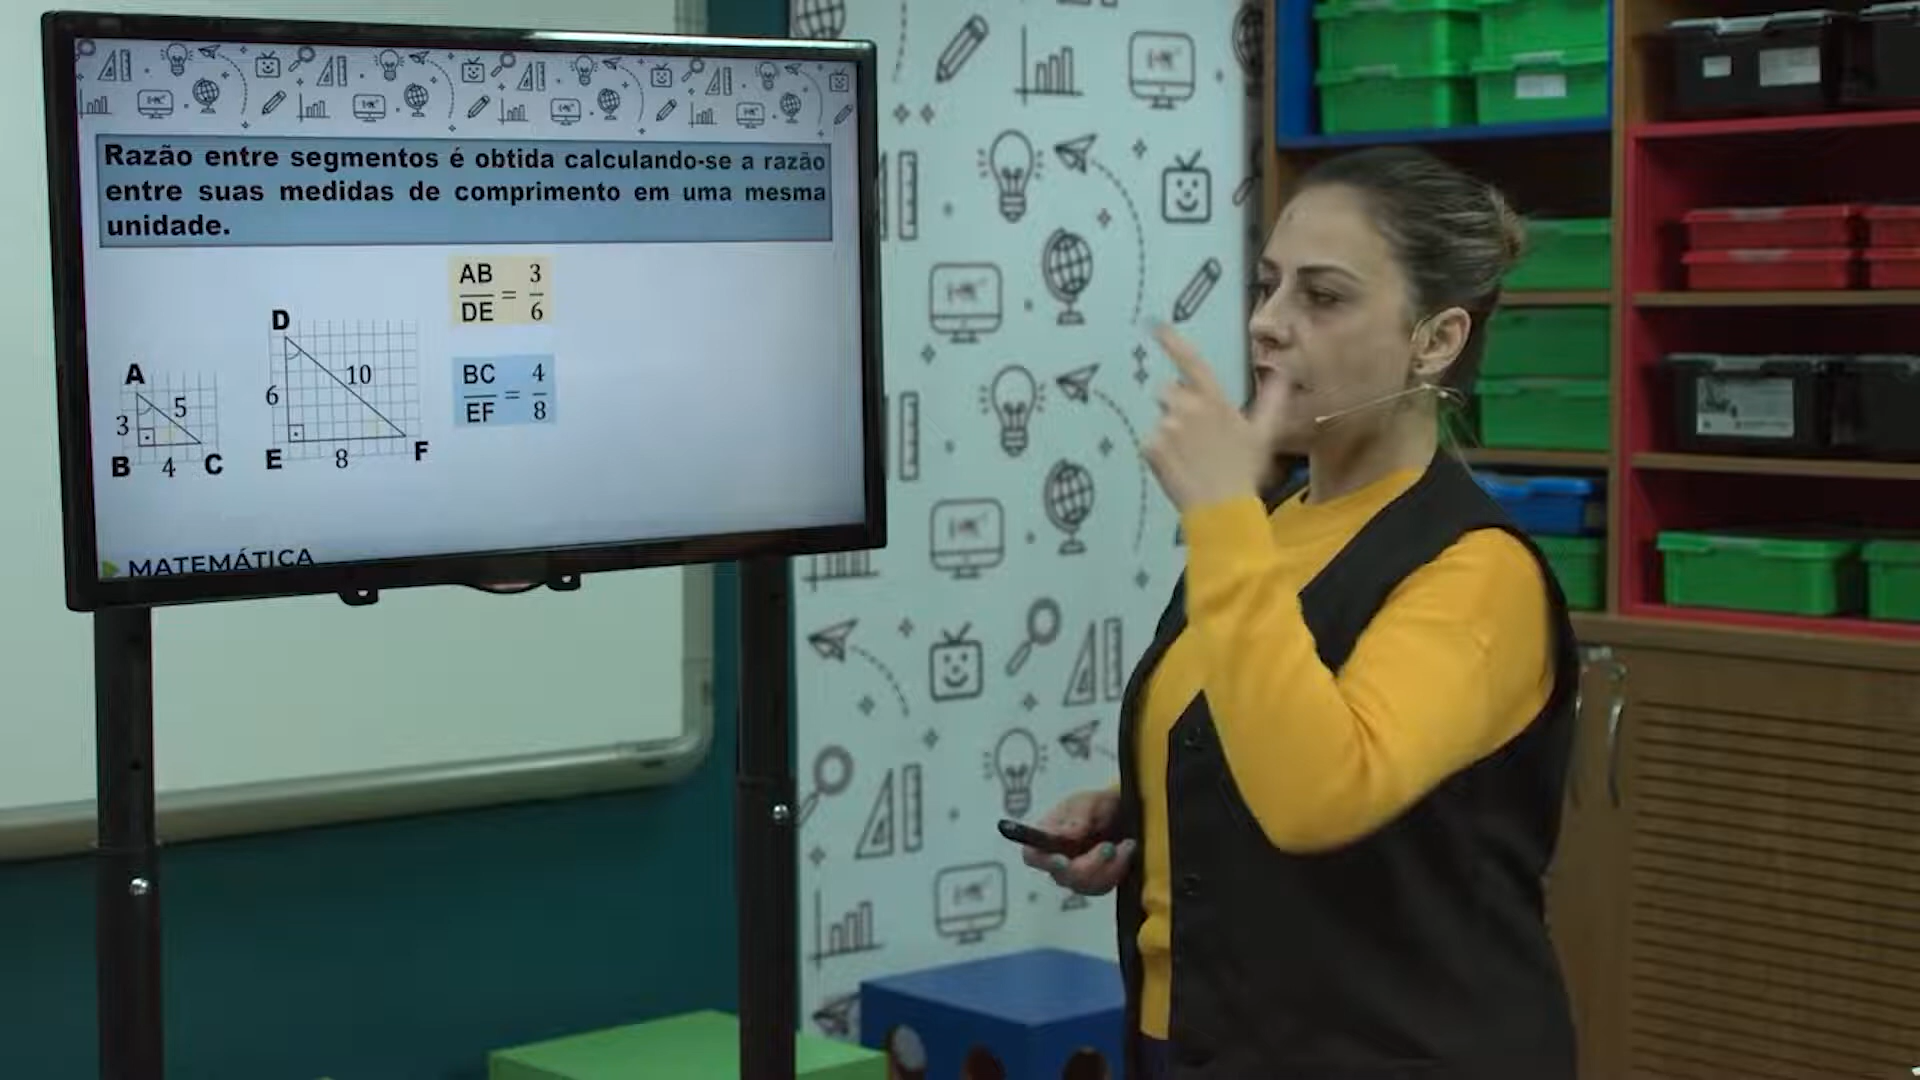 Razão entre segmentos é obtida calculando-se a razão
entre suas medidas de comprimento em uma mesma
unidade.
AB
DE
=
3
6
BC
EF
=
4
8
A
5
3
B
4
C
D
10
6
E
8
F
MATEMÁTICA